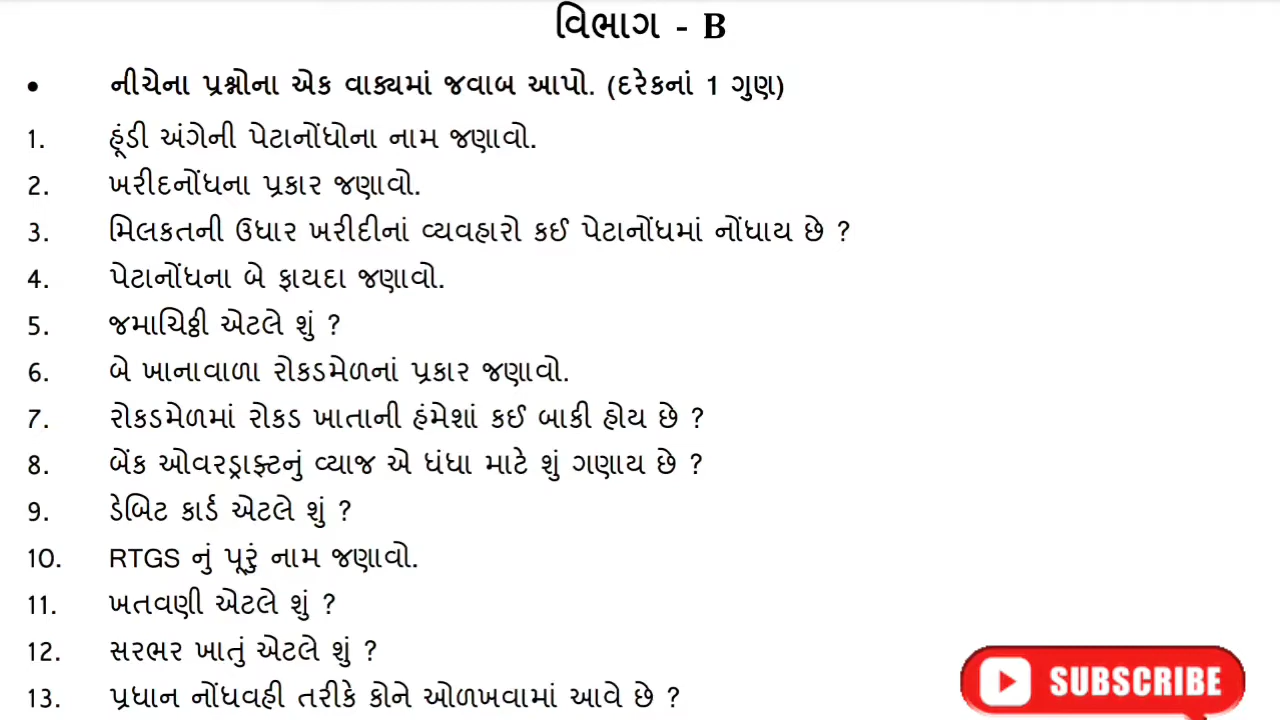 વિભાગ - B
• નીચેના પ્રશ્નોના એક વાક્યમાં જવાબ આપો. (દરેકનાં 1 ગુણ)
1. હૂંડી અંગેની પેટાનોંધોના નામ જણાવો.
2. ખરીદનોંધના પ્રકાર જણાવો.
3. મિલકતની ઉધાર ખરીદીનાં વ્યવહારો કઈ પેટાનોંધમાં નોંધાય છે ?
4. પેટાનોંધના બે ફાયદા જણાવો.
5. જમાચિઠ્ઠી એટલે શું ?
6. બે ખાનાવાળા રોકડમેળનાં પ્રકાર જણાવો.
7. રોકડમેળમાં રોકડ ખાતાની હંમેશાં કઈ બાકી હોય છે ?
8. બેંક ઓવરડ્રાફ્ટનું વ્યાજ એ ધંધા માટે શું ગણાય છે ?
9. ડેબિટ કાર્ડ એટલે શું ?
10. RTGS નું પૂરું નામ જણાવો.
11. ખતવણી એટલે શું ?
12. સરભર ખાતું એટલે શું ?
13. પ્રધાન નોંધવહી તરીકે કોને ઓળખવામાં આવે છે ?
SUBSCRIBE